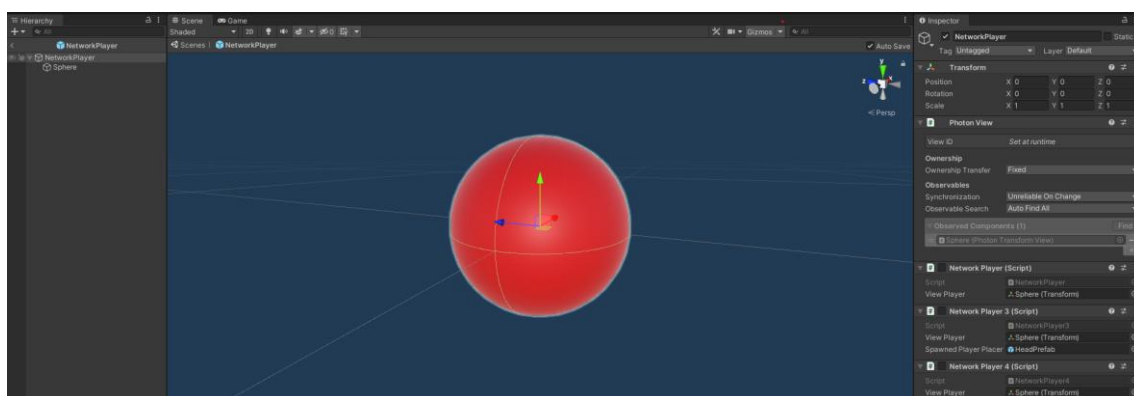 Hierarchy
All
NetworkPlayer
NetworkPlayer
Sphere
Scene Game
Shaded 2D 0 Gizmos All
Scenes NetworkPlayer Auto Save
y
z x
Persp
Inspector
NetworkPlayer Static
Tag Untagged Layer Default
Transform
Position X 0 Y 0 Z 0
Rotation X 0 Y 0 Z 0
Scale X 1 Y 1 Z 1
Photon View
View ID Set at runtime
Ownership
Ownership Transfer Fixed
Observables
Synchronization Unreliable On Change
Observable Search Auto Find All
Observed Components (1) Find
Sphere (Photon Transform View)
Network Player (Script)
Script NetworkPlayer
View Player Sphere (Transform)
Network Player 3 (Script)
Script NetworkPlayer3
View Player Sphere (Transform)
Spawned Player Placer HeadPrefab
Network Player 4 (Script)
Script NetworkPlayer4
View Player Sphere (Transform)